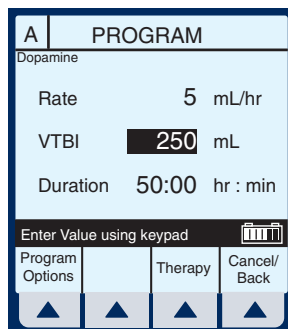 A PROGRAM
Dopamine
Rate 5 mL/hr
VTBI 250 mL
Duration 50:00 hr : min
Enter Value using keypad
Program Options Therapy Cancel/ Back